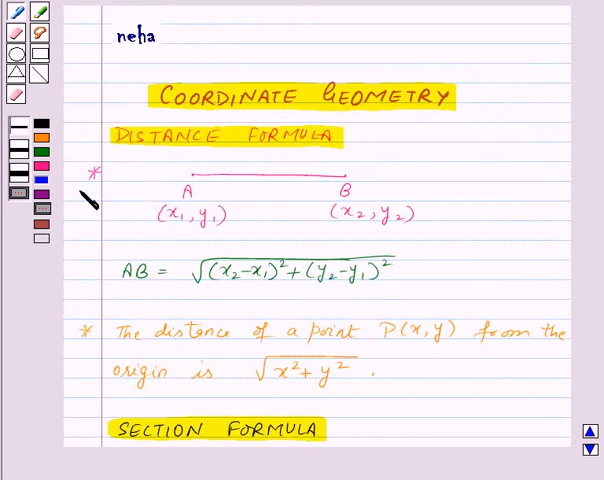 neha
COORDINATE GEOMETRY
DISTANCE FORMULA
*
A B
(x₁, y₁) (x₂, y₂)
AB = √(x₂-x₁)²+(y₂-y₁)²
* The distance of a point P(x,y) from the
origin is √x²+y² .
SECTION FORMULA